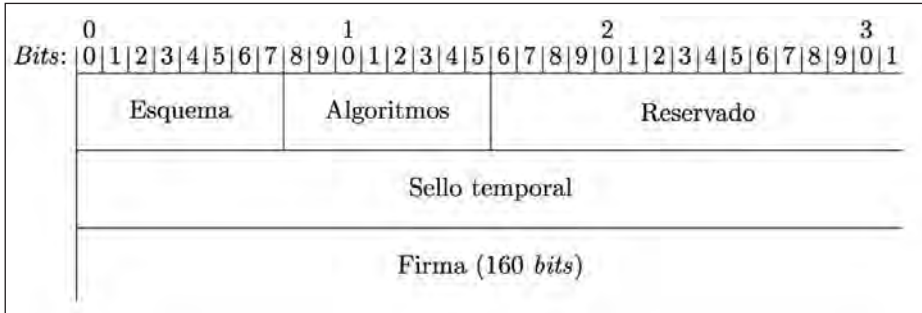 0 1 2 3
Bits: |0|1|2|3|4|5|6|7|8|9|0|1|2|3|4|5|6|7|8|9|0|1|2|3|4|5|6|7|8|9|0|1
Esquema Algoritmos Reservado
Sello temporal
Firma (160 bits)